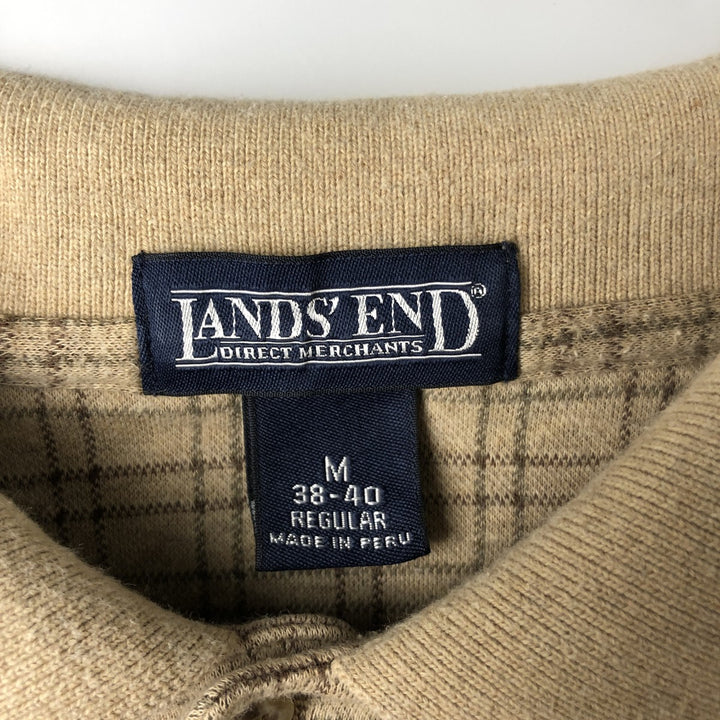 LANDS' END®
DIRECT MERCHANTS
M
38-40
REGULAR
MADE IN PERU